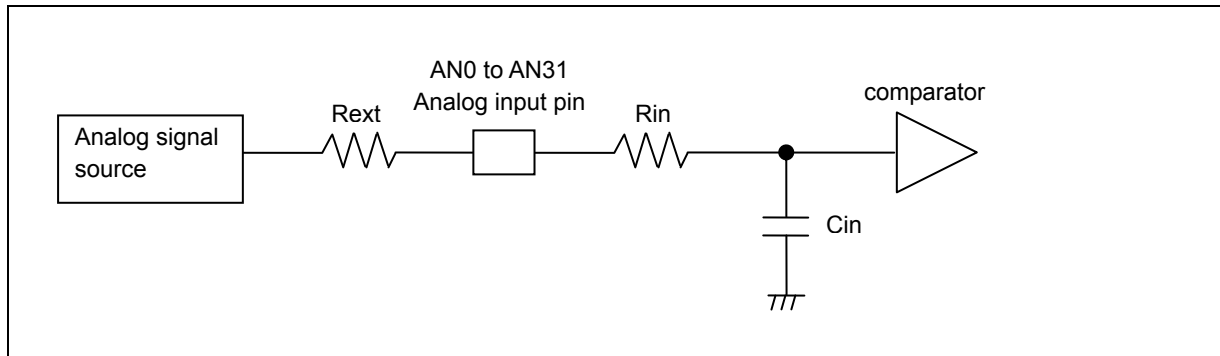 AN0 to AN31
Analog input pin
comparator
Rext
Rin
Analog signal
source
Cin